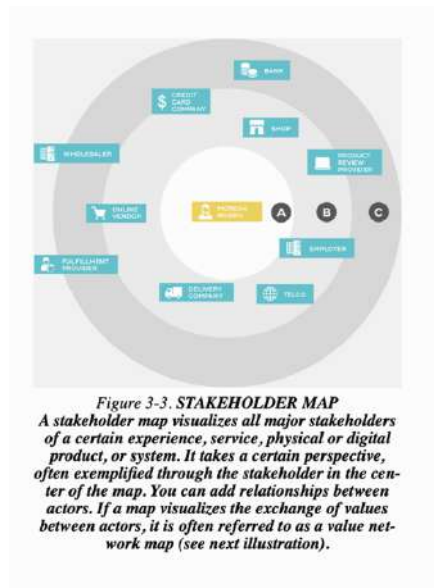 BANK
$ CREDIT
CARD
COMPANY
SHOP
WHOLESALER
PRODUCT
REVIEW
PROVIDER
ONLINE
VENDOR
A
B
C
EMPLOYER
FULFILLMENT
PROVIDER
DELIVERY
COMPANY
TELCO
Figure 3-3. STAKEHOLDER MAP
A stakeholder map visualizes all major stakeholders
of a certain experience, service, physical or digital
product, or system. It takes a certain perspective,
often exemplified through the stakeholder in the cen-
ter of the map. You can add relationships between
actors. If a map visualizes the exchange of values
between actors, it is often referred to as a value net-
work map (see next illustration).